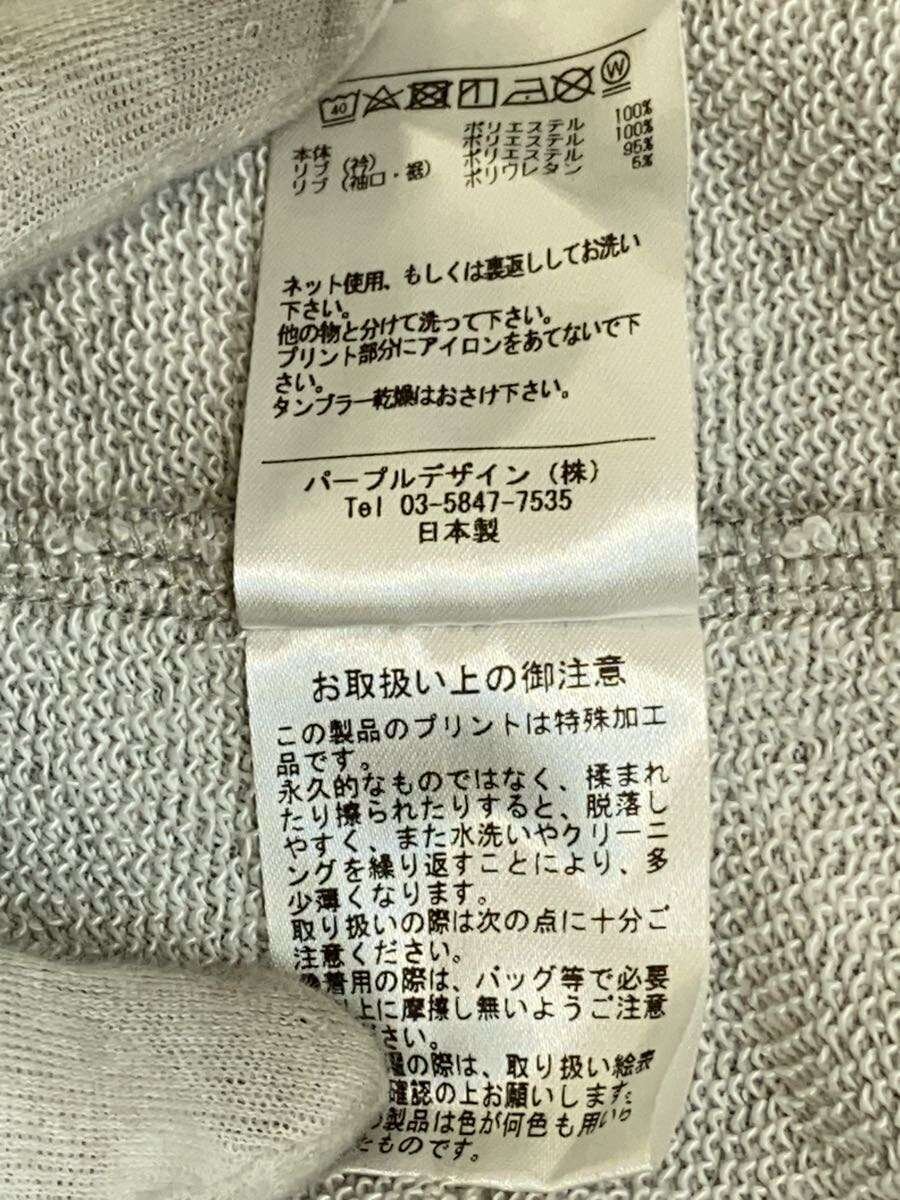 40
W
本体 ポリエステル 100%
リブ(衿) ポリエステル 100%
リブ(袖口・裾) ポリエステル 95%
ポリウレタン 5%
ネット使用、もしくは裏返ししてお洗い
下さい。
他の物と分けて洗って下さい。
プリント部分にアイロンをあてないで下
さい。
タンブラー乾燥はおさけ下さい。
パープルデザイン(株)
Tel 03-5847-7535
日本製
お取扱い上の御注意
この製品のプリントは特殊加工
品です。
永久的なものではなく、揉まれ
たり擦られたりすると、脱落し
やすく、また水洗いやクリーニ
ングを繰り返すことにより、多
少薄くなります。
取り扱いの際は次の点に十分ご
注意ください。
着用の際は、バッグ等で必要
上に摩擦し無いようご注意
ださい。
の際は、取り扱い絵表
確認の上お願いします。
の製品は色が何色も用い
たものです。